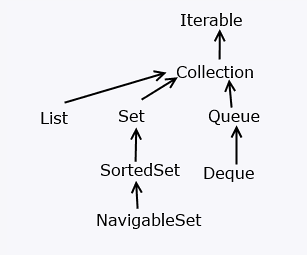 Iterable
Collection
List
Set
Queue
SortedSet
Deque
NavigableSet